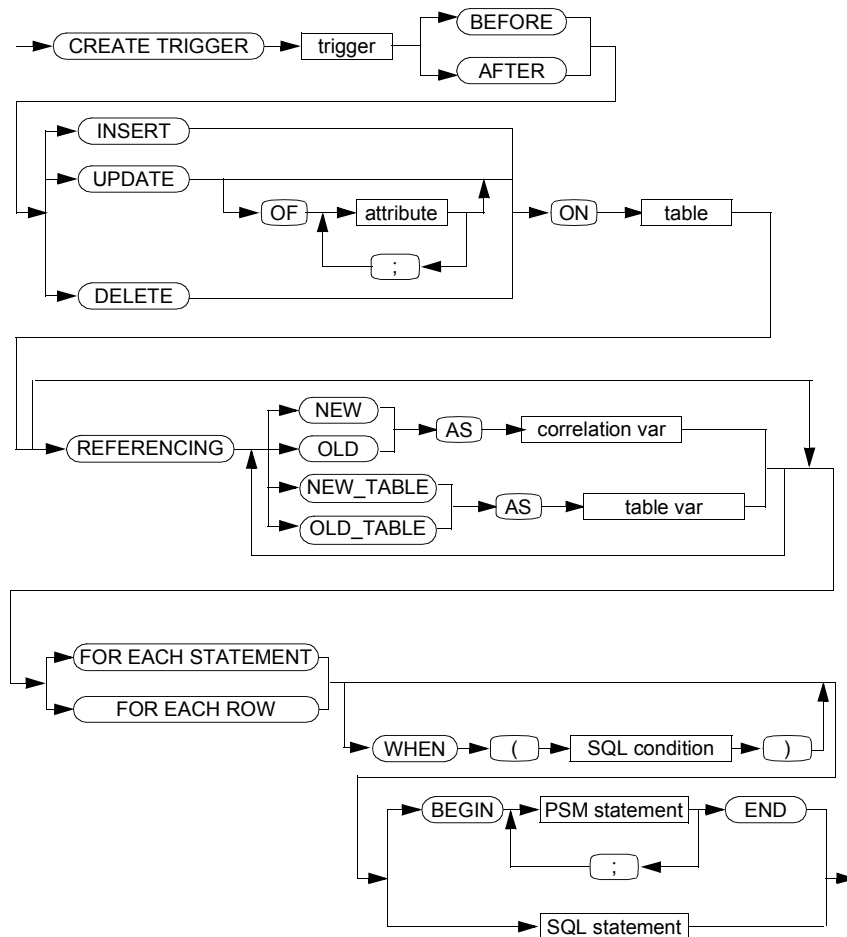 BEFORE
CREATE TRIGGER trigger
AFTER
INSERT
UPDATE
OF attribute ON table
;
DELETE
NEW
REFERENCING OLD AS correlation var
NEW_TABLE
OLD_TABLE AS table var
FOR EACH STATEMENT
FOR EACH ROW
WHEN ( SQL condition )
BEGIN PSM statement END
;
SQL statement